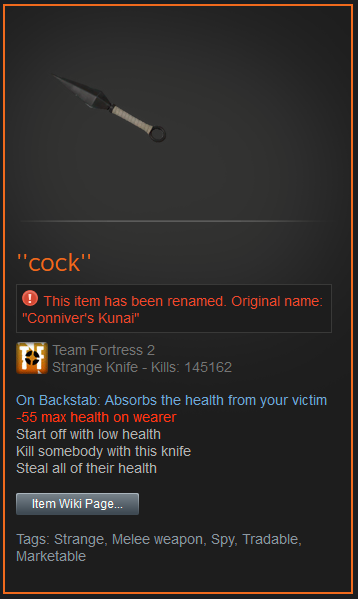 "cock"
This item has been renamed. Original name:
"Conniver's Kunai"
Team Fortress 2
Strange Knife - Kills: 145162
On Backstab: Absorbs the health from your victim
-55 max health on wearer
Start off with low health
Kill somebody with this knife
Steal all of their health
Item Wiki Page...
Tags: Strange, Melee weapon, Spy, Tradable,
Marketable